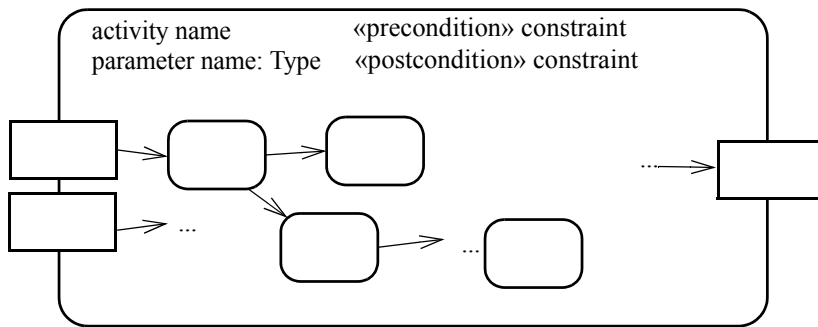 activity name «precondition» constraint
parameter name: Type «postcondition» constraint
...
...
...